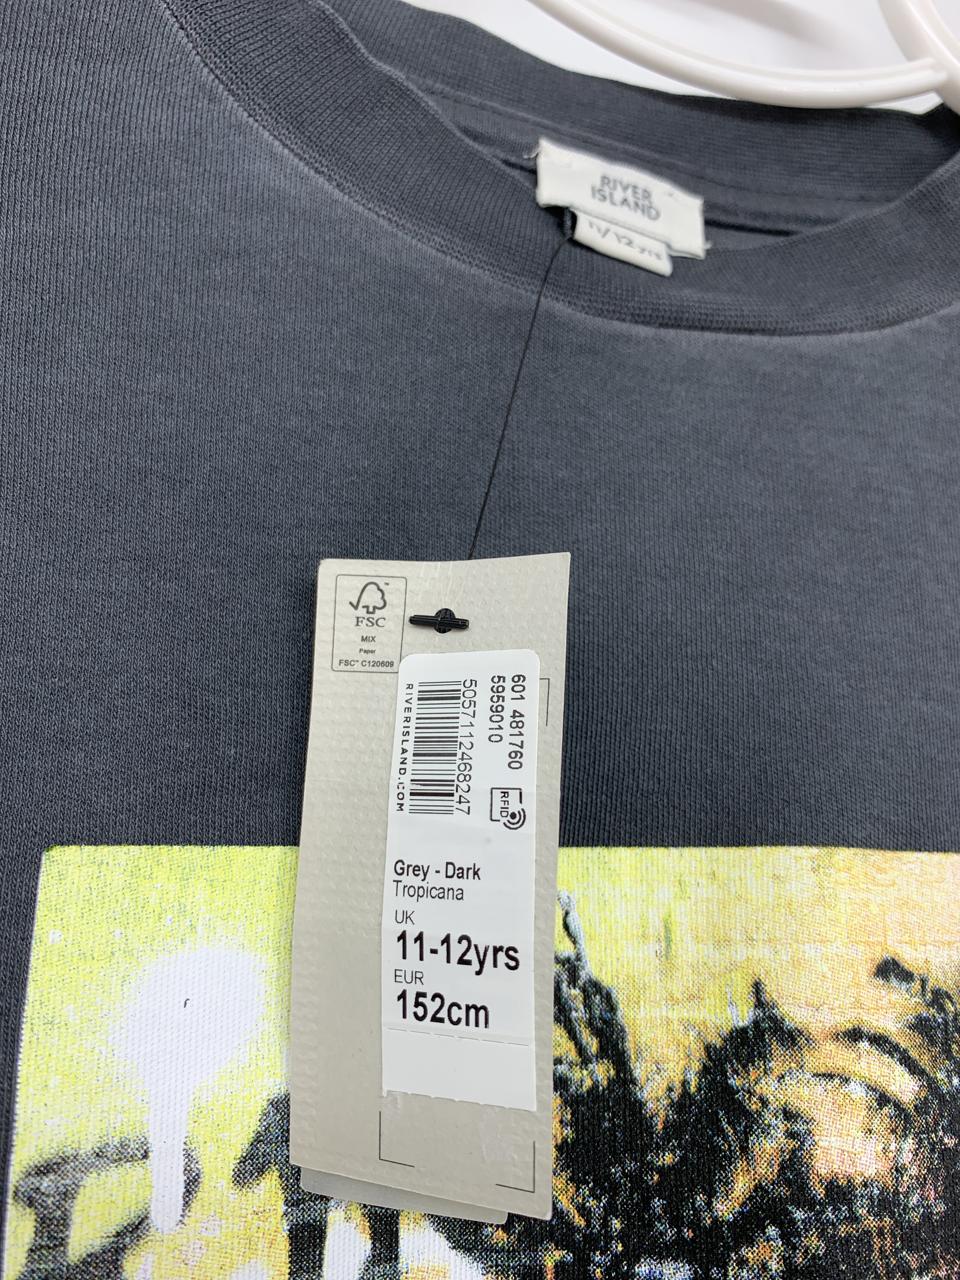 RIVER
ISLAND
11/12 yrs
FSC
MIX
Paper
FSC™ C120609
601 481760
5959010
RFID
5057112468247
RIVERISLAND.COM
Grey - Dark
Tropicana
UK
11-12yrs
EUR
152cm